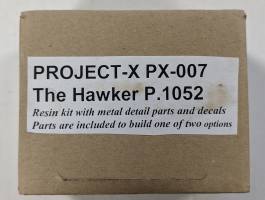 PROJECT-X PX-007
The Hawker P.1052
Resin kit with metal detail parts and decals
Parts are included to build one of two options